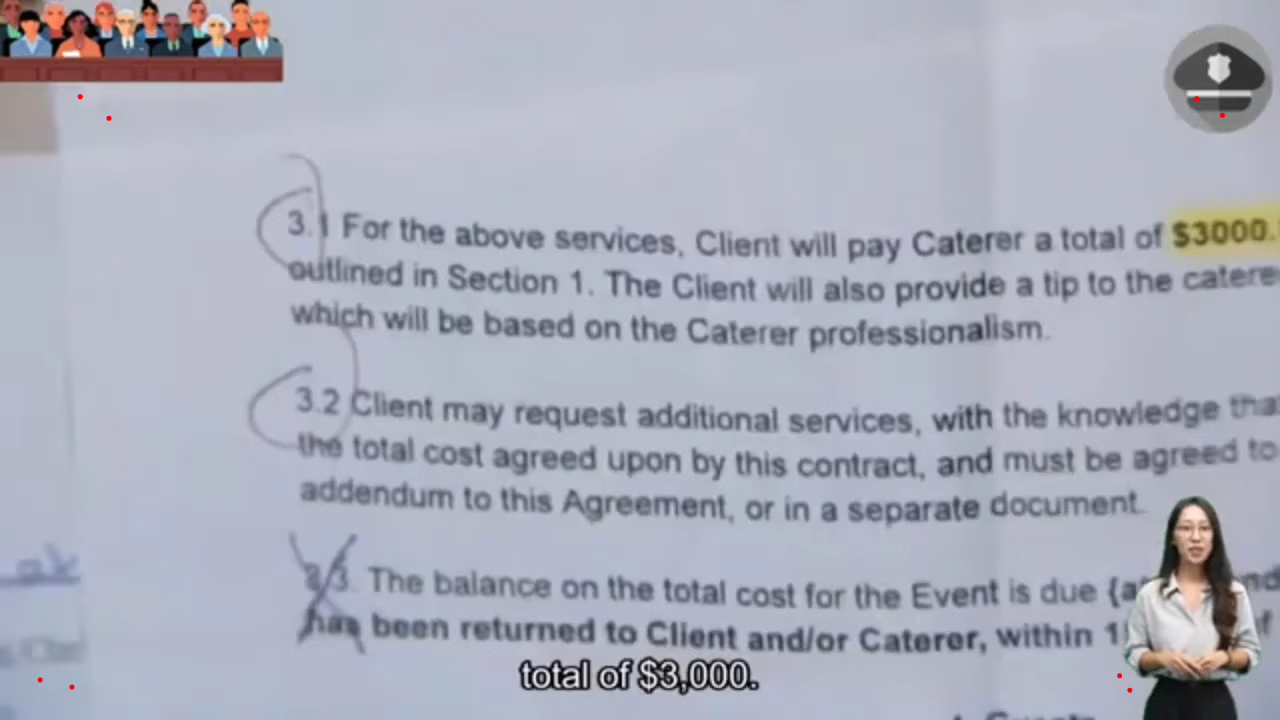 3.1 For the above services, Client will pay Caterer a total of $3000.
outlined in Section 1. The Client will also provide a tip to the catere
which will be based on the Caterer professionalism.
3.2 Client may request additional services, with the knowledge tha
the total cost agreed upon by this contract, and must be agreed to
addendum to this Agreement, or in a separate document.
3.3. The balance on the total cost for the Event is due
has been returned to Client and/or Caterer, within
total of $3,000.